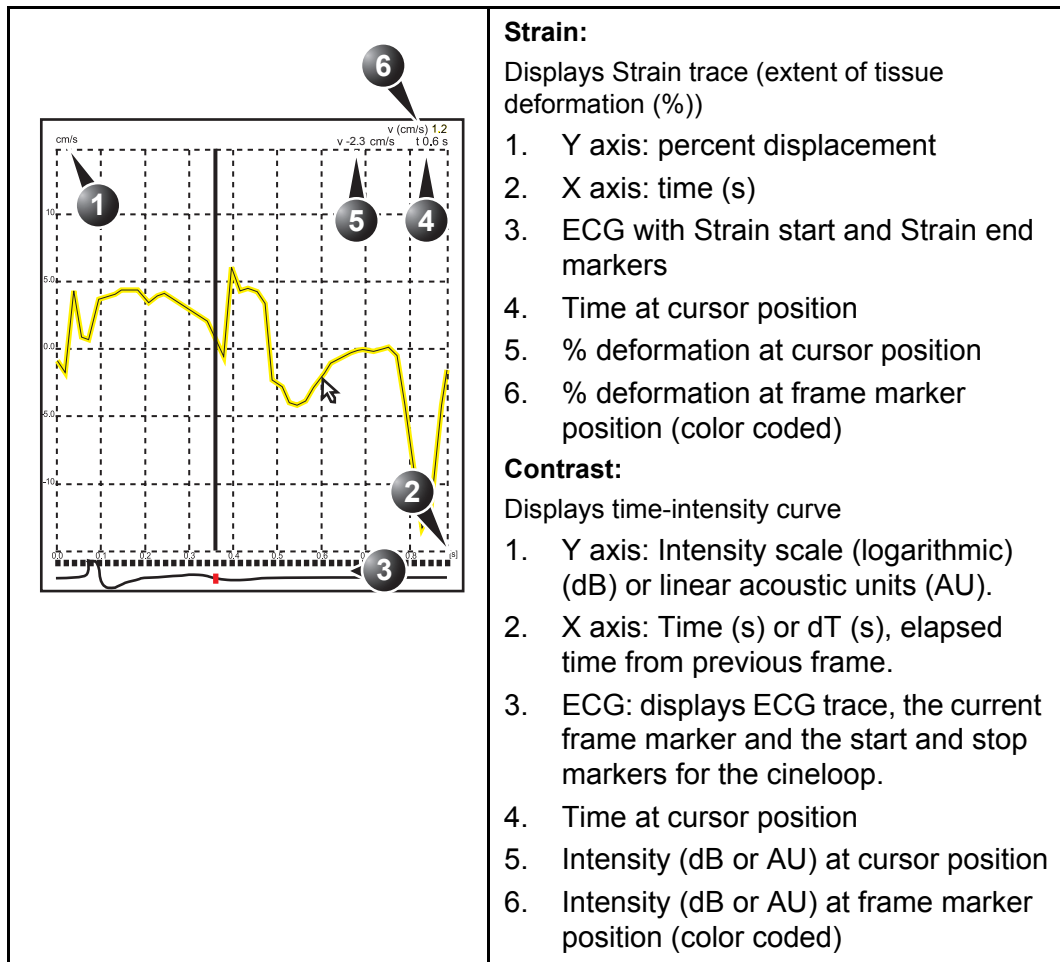 6
v (cm/s) 1.2
cm/s
v -2.3 cm/s t 0.6 s
1
5
4
10
5.0
0.0
-5.0
-10
2
0.0 0.1 0.2 0.3 0.4 0.5 0.6 0.7 0.8 [s]
3
Strain:
Displays Strain trace (extent of tissue
deformation (%))
1. Y axis: percent displacement
2. X axis: time (s)
3. ECG with Strain start and Strain end
markers
4. Time at cursor position
5. % deformation at cursor position
6. % deformation at frame marker
position (color coded)
Contrast:
Displays time-intensity curve
1. Y axis: Intensity scale (logarithmic)
(dB) or linear acoustic units (AU).
2. X axis: Time (s) or dT (s), elapsed
time from previous frame.
3. ECG: displays ECG trace, the current
frame marker and the start and stop
markers for the cineloop.
4. Time at cursor position
5. Intensity (dB or AU) at cursor position
6. Intensity (dB or AU) at frame marker
position (color coded)